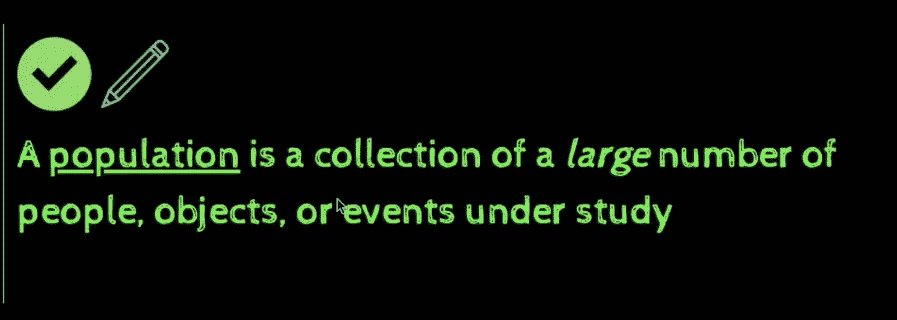 A population is a collection of a large number of
people, objects, or events under study